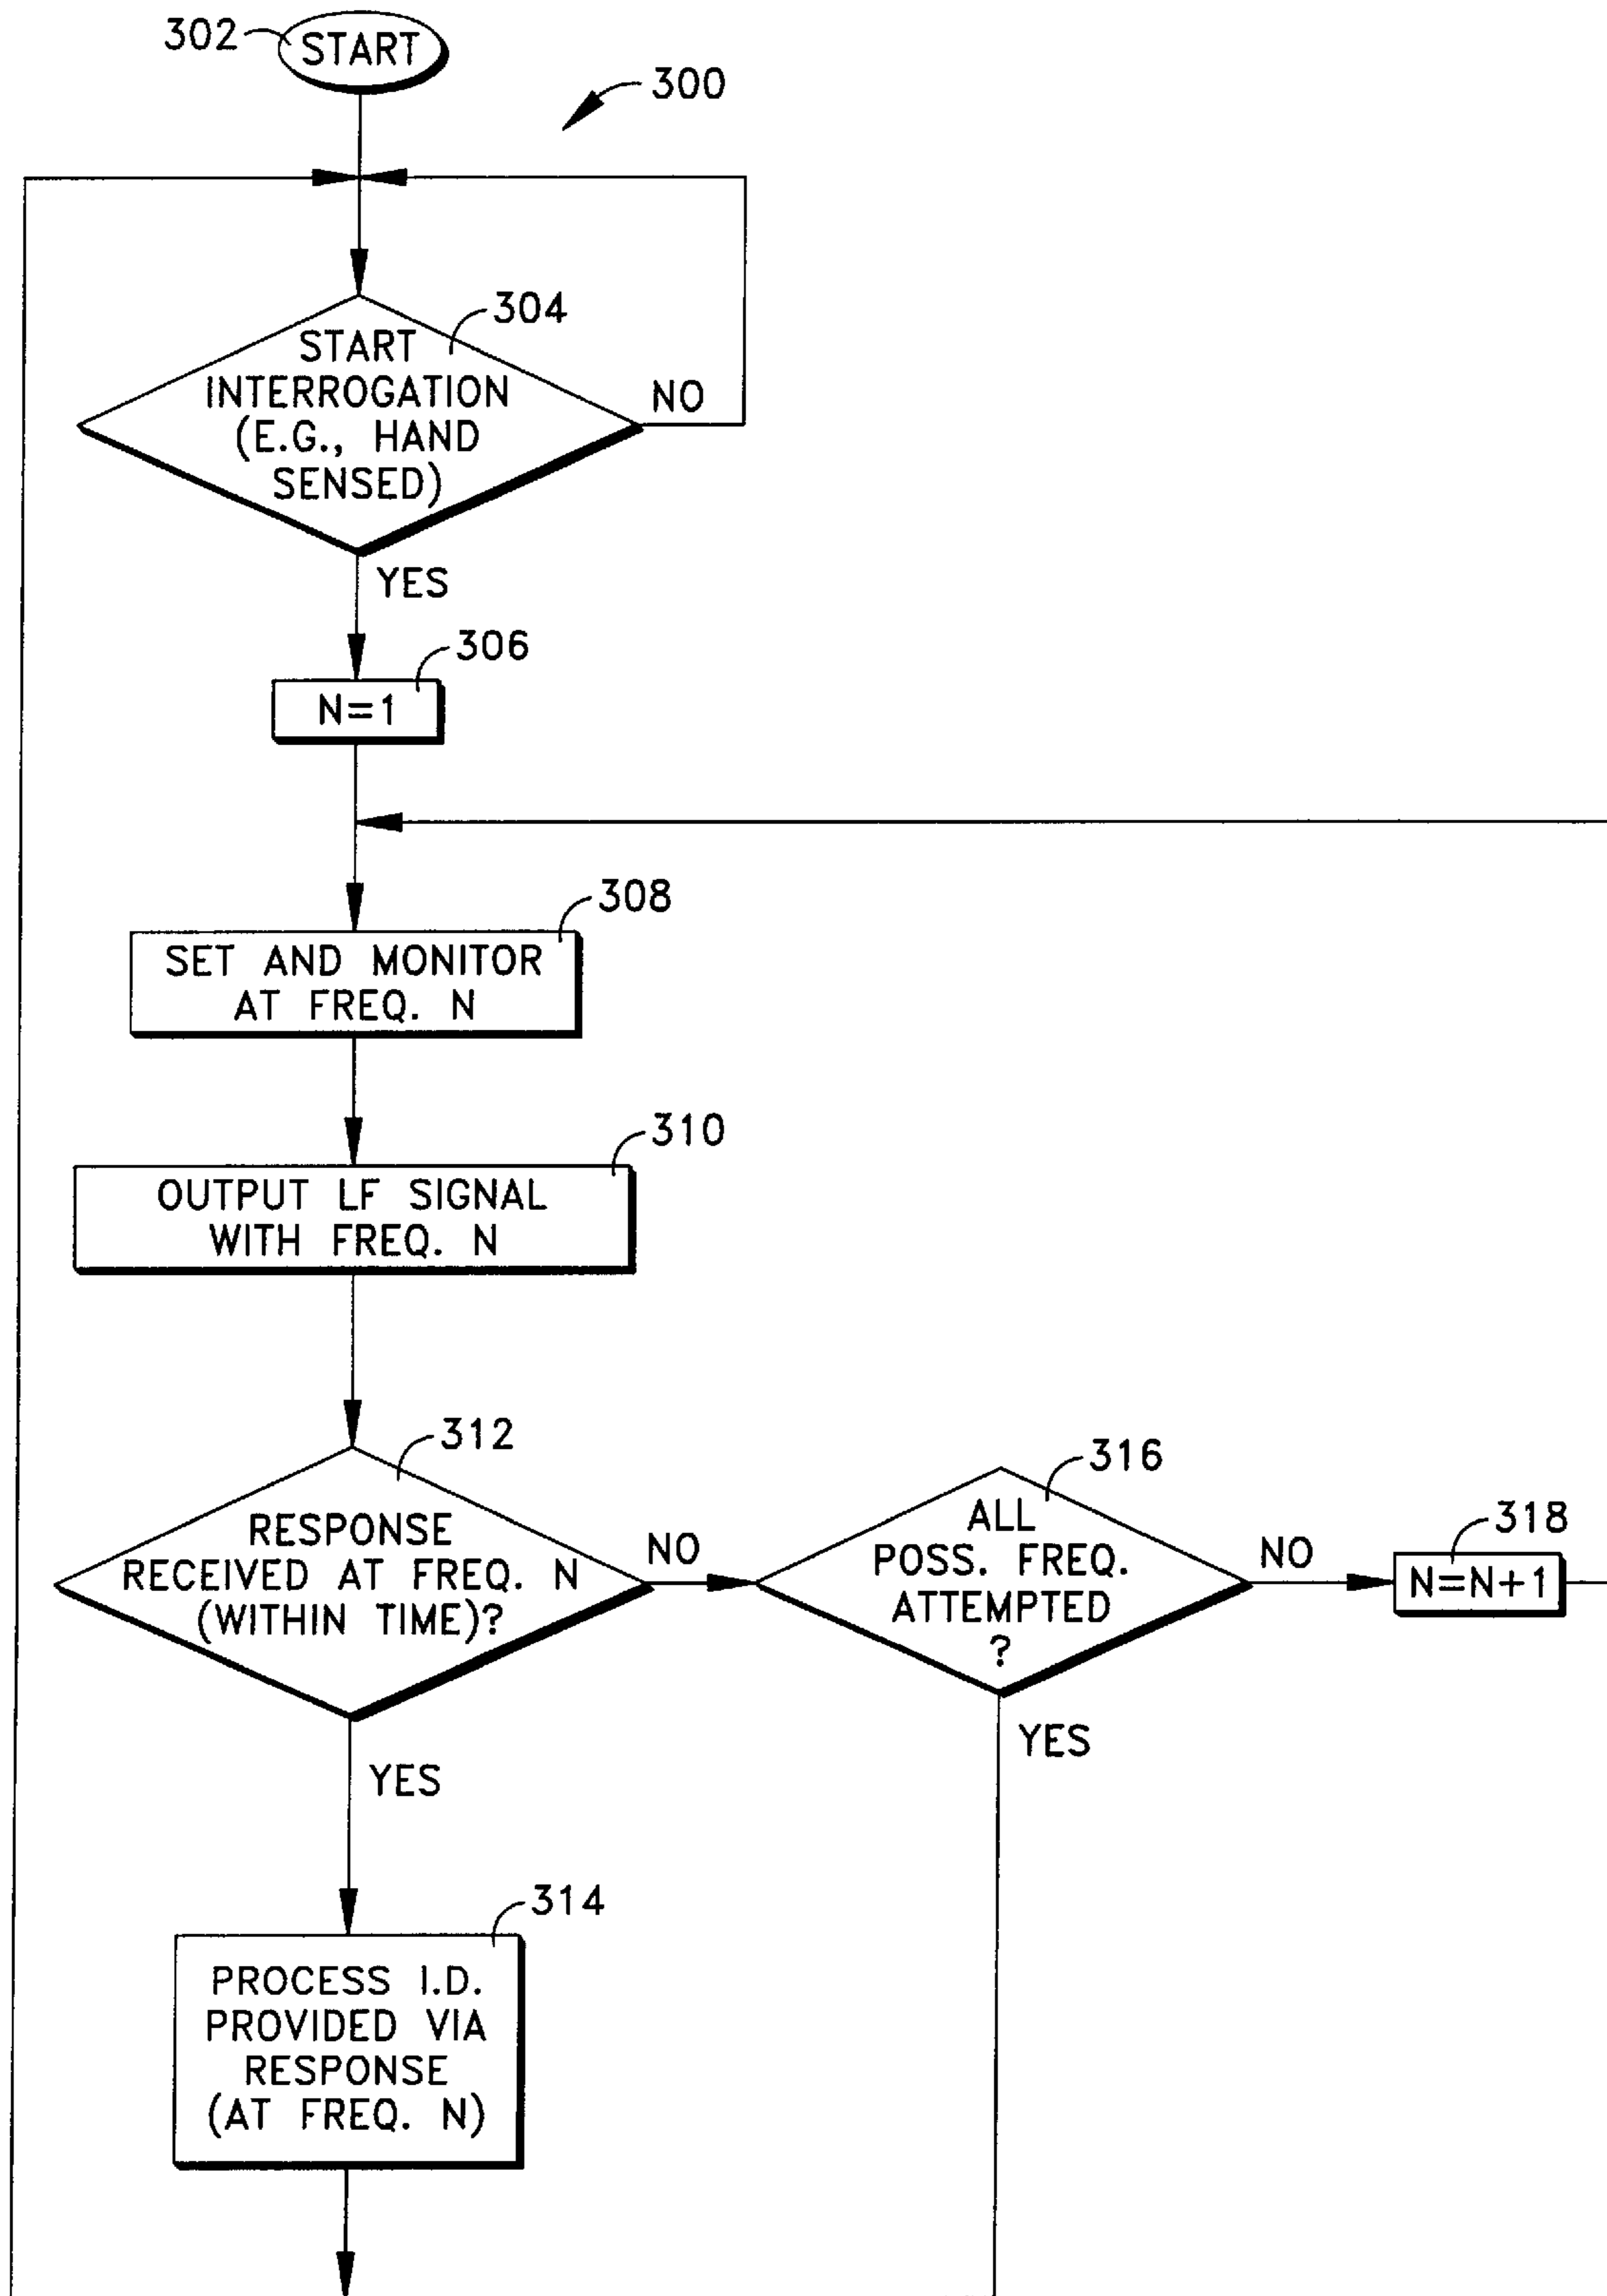 302
START
300
304
START
INTERROGATION
(E.G., HAND
SENSED)
NO
YES
306
N=1
308
SET AND MONITOR
AT FREQ. N
310
OUTPUT LF SIGNAL
WITH FREQ. N
312
RESPONSE
RECEIVED AT FREQ. N
(WITHIN TIME)?
NO
316
ALL
POSS. FREQ.
ATTEMPTED
?
NO
318
N=N+1
YES
YES
314
PROCESS I.D.
PROVIDED VIA
RESPONSE
(AT FREQ. N)